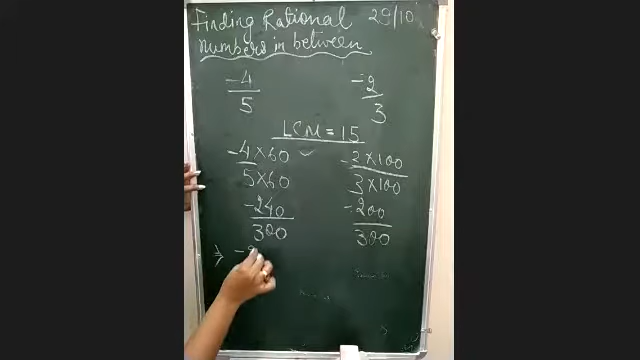 Finding Rational 29/10
numbers in between
-4/5 -2/3
LCM = 15
-4×60/5×60 -2×100/3×100
-240/300 -200/300
⇒ -